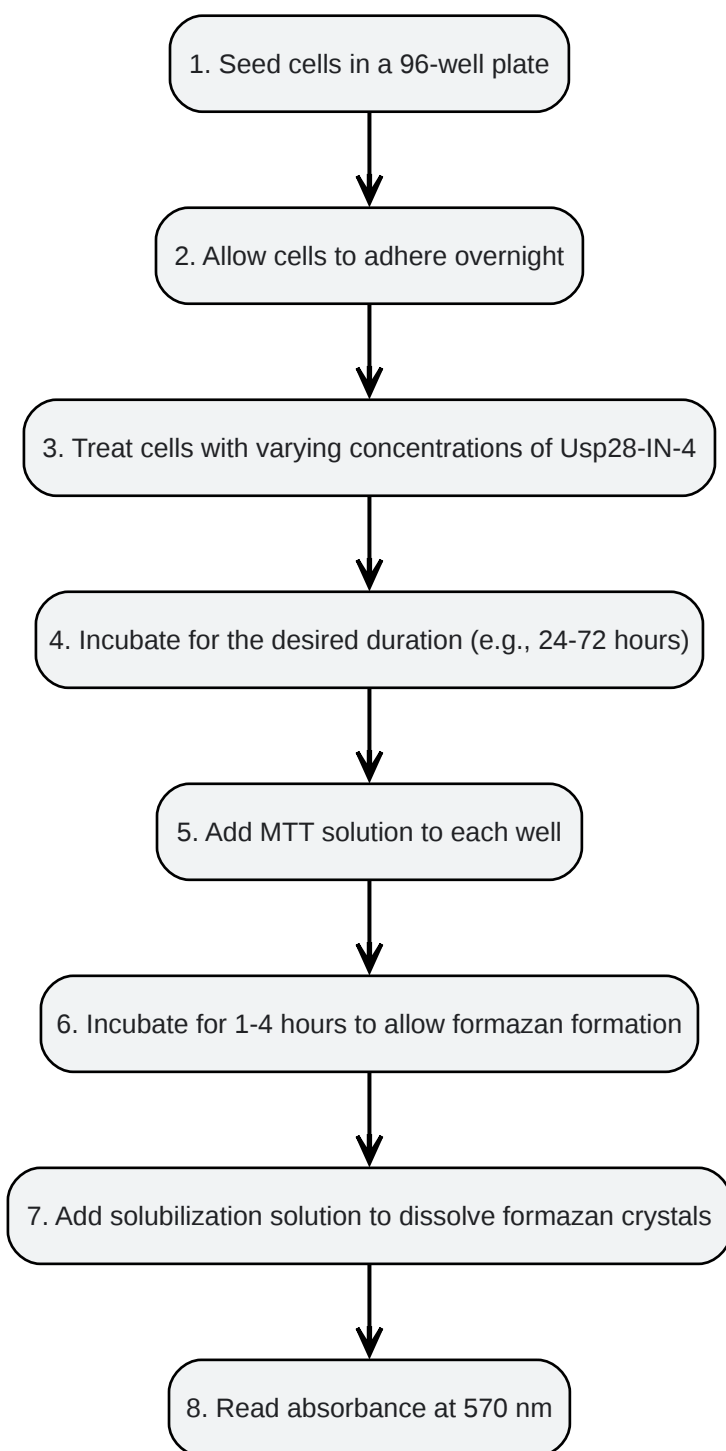 1. Seed cells in a 96-well plate
2. Allow cells to adhere overnight
3. Treat cells with varying concentrations of Usp28-IN-4
4. Incubate for the desired duration (e.g., 24-72 hours)
5. Add MTT solution to each well
6. Incubate for 1-4 hours to allow formazan formation
7. Add solubilization solution to dissolve formazan crystals
8. Read absorbance at 570 nm